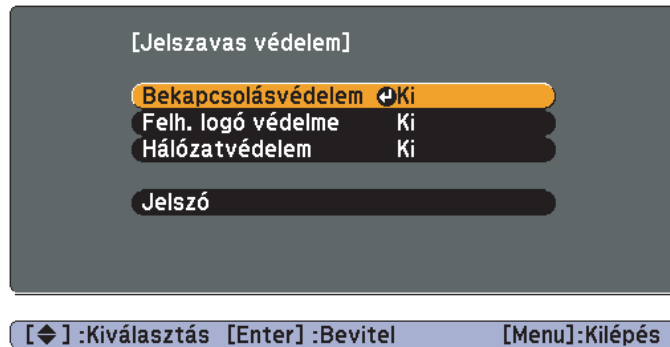 [Jelszavas védelem]
Bekapcsolásvédelem Ki
Felh. logó védelme Ki
Hálózatvédelem Ki
Jelszó
[◆] :Kiválasztás [Enter] :Bevitel [Menu]:Kilépés